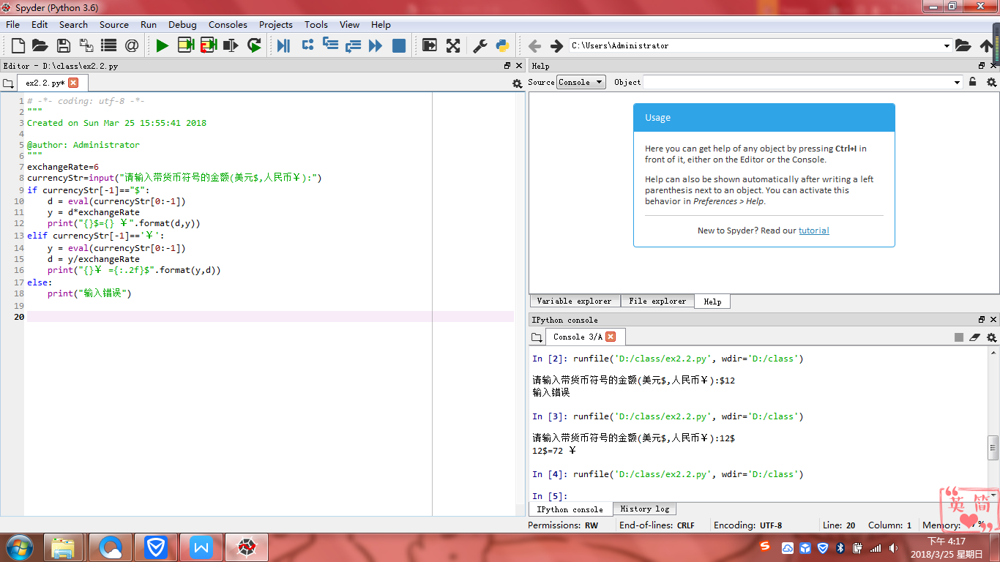 Spyder (Python 3.6)
File Edit Search Source Run Debug Consoles Projects Tools View Help
C:\Users\Administrator
Editor - D:\class\ex2.2.py
ex2.2.py*
1 # -*- coding: utf-8 -*-
2 """
3 Created on Sun Mar 25 15:55:41 2018
4
5 @author: Administrator
6 """
7 exchangeRate=6
8 currencyStr=input("请输入带货币符号的金额(美元$,人民币￥):")
9 if currencyStr[-1]=="$":
10     d = eval(currencyStr[0:-1])
11     y = d*exchangeRate
12     print("{}$={} ￥".format(d,y))
13 elif currencyStr[-1]=='￥':
14     y = eval(currencyStr[0:-1])
15     d = y/exchangeRate
16     print("{}￥ ={:.2f}$".format(y,d))
17 else:
18     print("输入错误")
19
20
Help
Source Console Object
Usage
Here you can get help of any object by pressing Ctrl+I in
front of it, either on the Editor or the Console.
Help can also be shown automatically after writing a left
parenthesis next to an object. You can activate this
behavior in Preferences > Help.
New to Spyder? Read our tutorial
Variable explorer File explorer Help
IPython console
Console 3/A
In [2]: runfile('D:/class/ex2.2.py', wdir='D:/class')
请输入带货币符号的金额(美元$,人民币￥):$12
输入错误
In [3]: runfile('D:/class/ex2.2.py', wdir='D:/class')
请输入带货币符号的金额(美元$,人民币￥):12$
12$=72 ￥
In [4]: runfile('D:/class/ex2.2.py', wdir='D:/class')
In [5]:
IPython console History log
英 简
Permissions: RW End-of-lines: CRLF Encoding: UTF-8 Line: 20 Column: 1 Memory: %
下午 4:17
2018/3/25 星期日